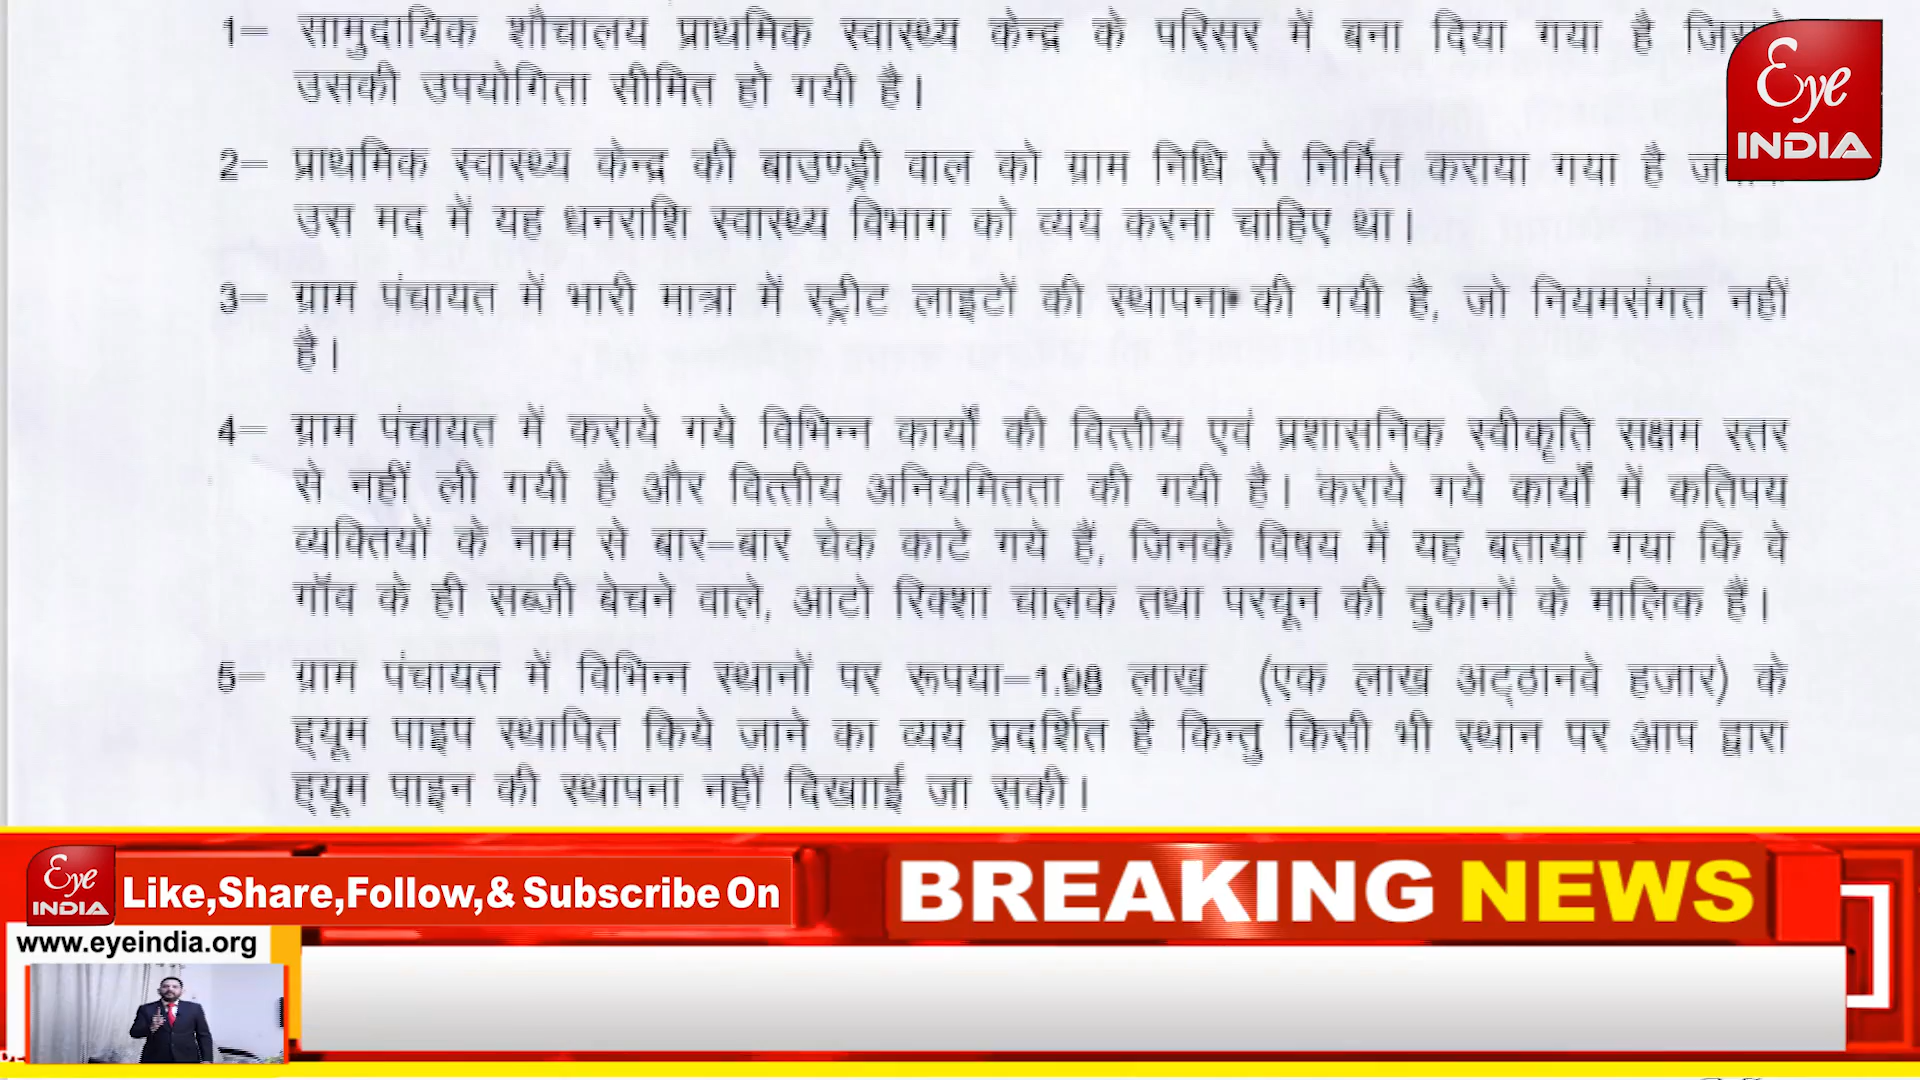 1– सामुदायिक शौचालय प्राथमिक स्वास्थ्य केन्द्र के परिसर में बना दिया गया है
उसकी उपयोगिता सीमित हो गयी है।
2– प्राथमिक स्वास्थ्य केन्द्र की बाउण्ड्री वाल को ग्राम निधि से निर्मित कराया गया है
उस मद में यह धनराशि स्वास्थ्य विभाग को व्यय करना चाहिए था।
3– ग्राम पंचायत में भारी मात्रा में स्ट्रीट लाइटों की स्थापना की गयी है, जो नियमसंगत नहीं
है।
4– ग्राम पंचायत में कराये गये विभिन्न कार्यों की वित्तीय एवं प्रशासनिक स्वीकृति सक्षम स्तर
से नहीं ली गयी है और वित्तीय अनियमितता की गयी है। कराये गये कार्यों में कतिपय
व्यक्तियों के नाम से बार–बार चेक काटे गये हैं, जिनके विषय में यह बताया गया कि वे
गॉव के ही सब्जी बेचने वाले, आटो रिक्शा चालक तथा परचून की दुकानों के मालिक हैं।
5– ग्राम पंचायत में विभिन्न स्थानों पर रूपया–1.98 लाख (एक लाख अट्ठानवे हजार) के
ह्यूम पाइप स्थापित किये जाने का व्यय प्रदर्शित है किन्तु किसी भी स्थान पर आप द्वारा
ह्यूम पाइन की स्थापना नहीं दिखााई जा सकी।
Eye
INDIA
Eye
INDIA
Like,Share,Follow,& Subscribe On
BREAKING NEWS
www.eyeindia.org